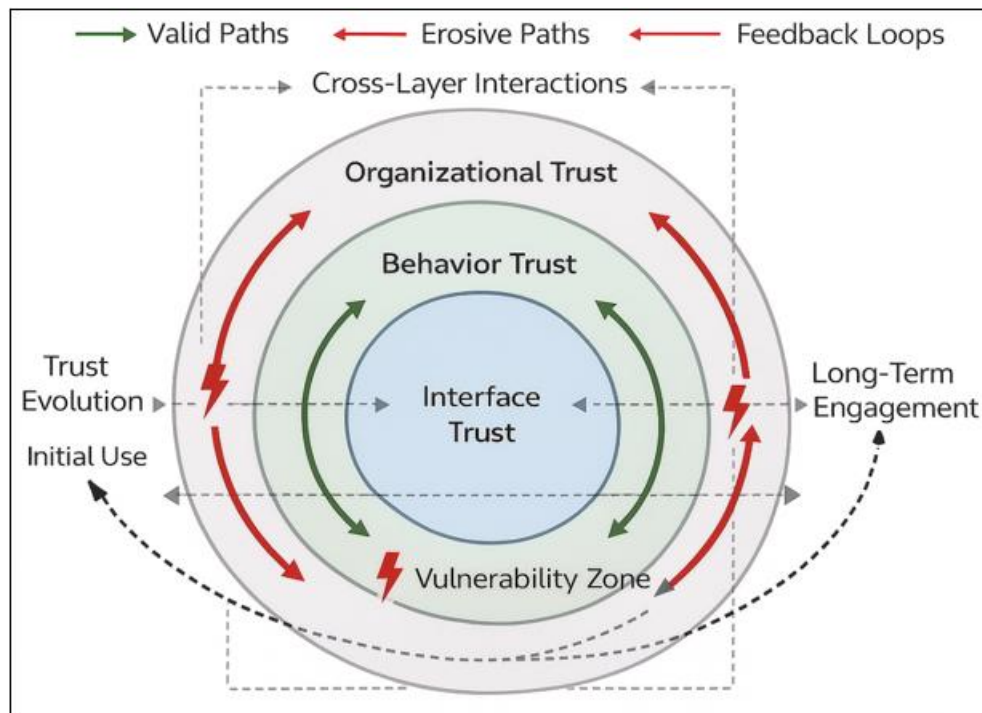 Valid Paths Erosive Paths Feedback Loops
Cross-Layer Interactions
Organizational Trust
Behavior Trust
Interface
Trust
Trust
Evolution
Initial Use
Long-Term
Engagement
Vulnerability Zone